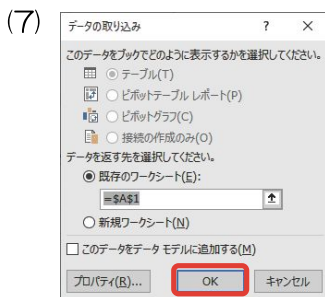 (7)
データの取り込み ? ×
このデータをブックでどのように表示するかを選択してください。
テーブル(T)
ピボットテーブル レポート(P)
ピボットグラフ(C)
接続の作成のみ(O)
データを返す先を選択してください。
既存のワークシート(E):
=$A$1
新規ワークシート(N)
このデータをデータ モデルに追加する(M)
プロパティ(R)... OK キャンセル